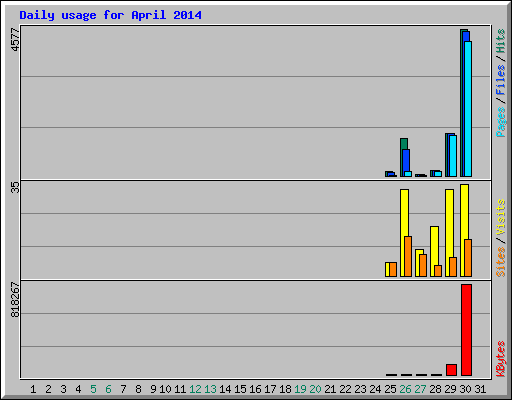 Daily usage for April 2014
4577
Pages / Files / Hits
35
Sites / Visits
818267
KBytes
1 2 3 4 5 6 7 8 9 10 11 12 13 14 15 16 17 18 19 20 21 22 23 24 25 26 27 28 29 30 31